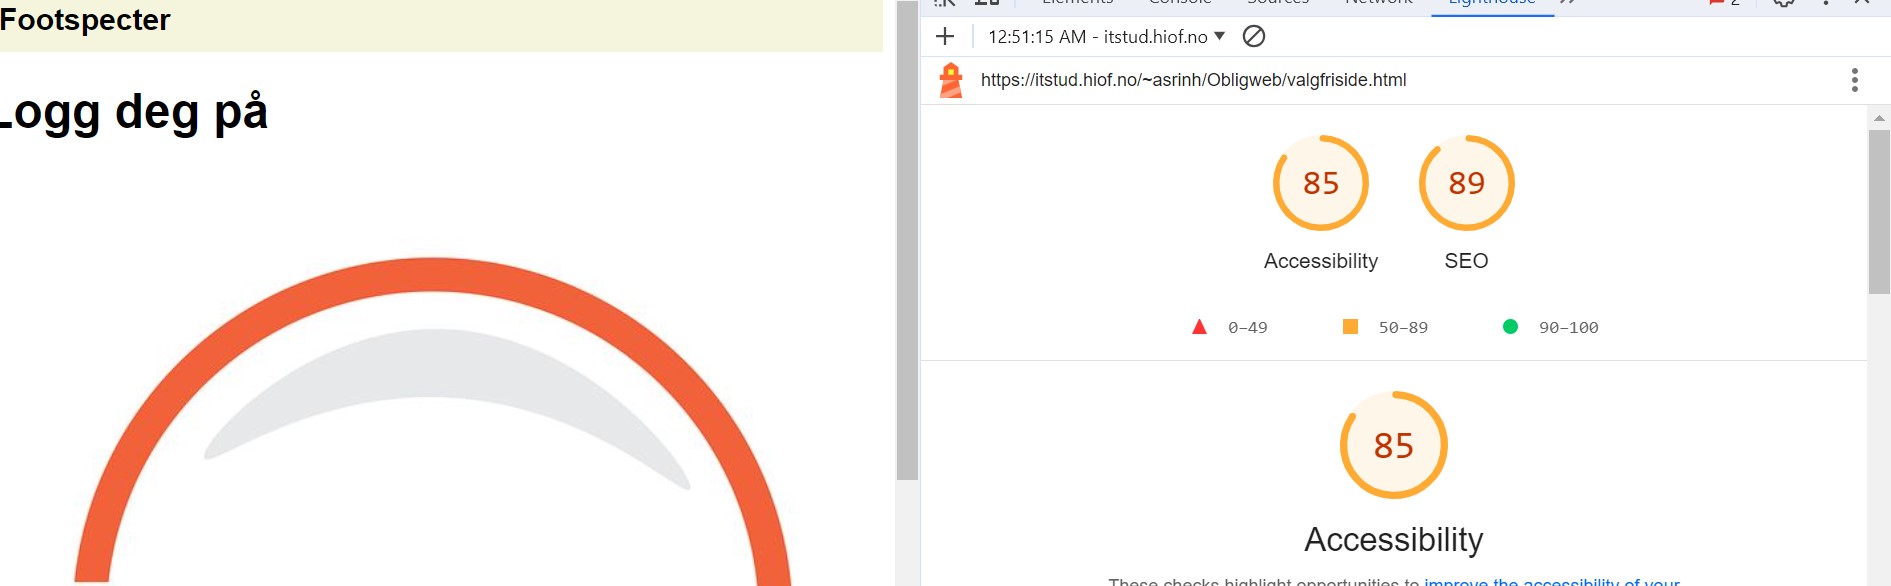 Footspecter
Logg deg på
Elements Console Sources Network Lighthouse 2
12:51:15 AM - itstud.hiof.no
https://itstud.hiof.no/~asrinh/Obligweb/valgfriside.html
85 89
Accessibility SEO
0–49 50–89 90–100
85
Accessibility
These checks highlight opportunities to improve the accessibility of your